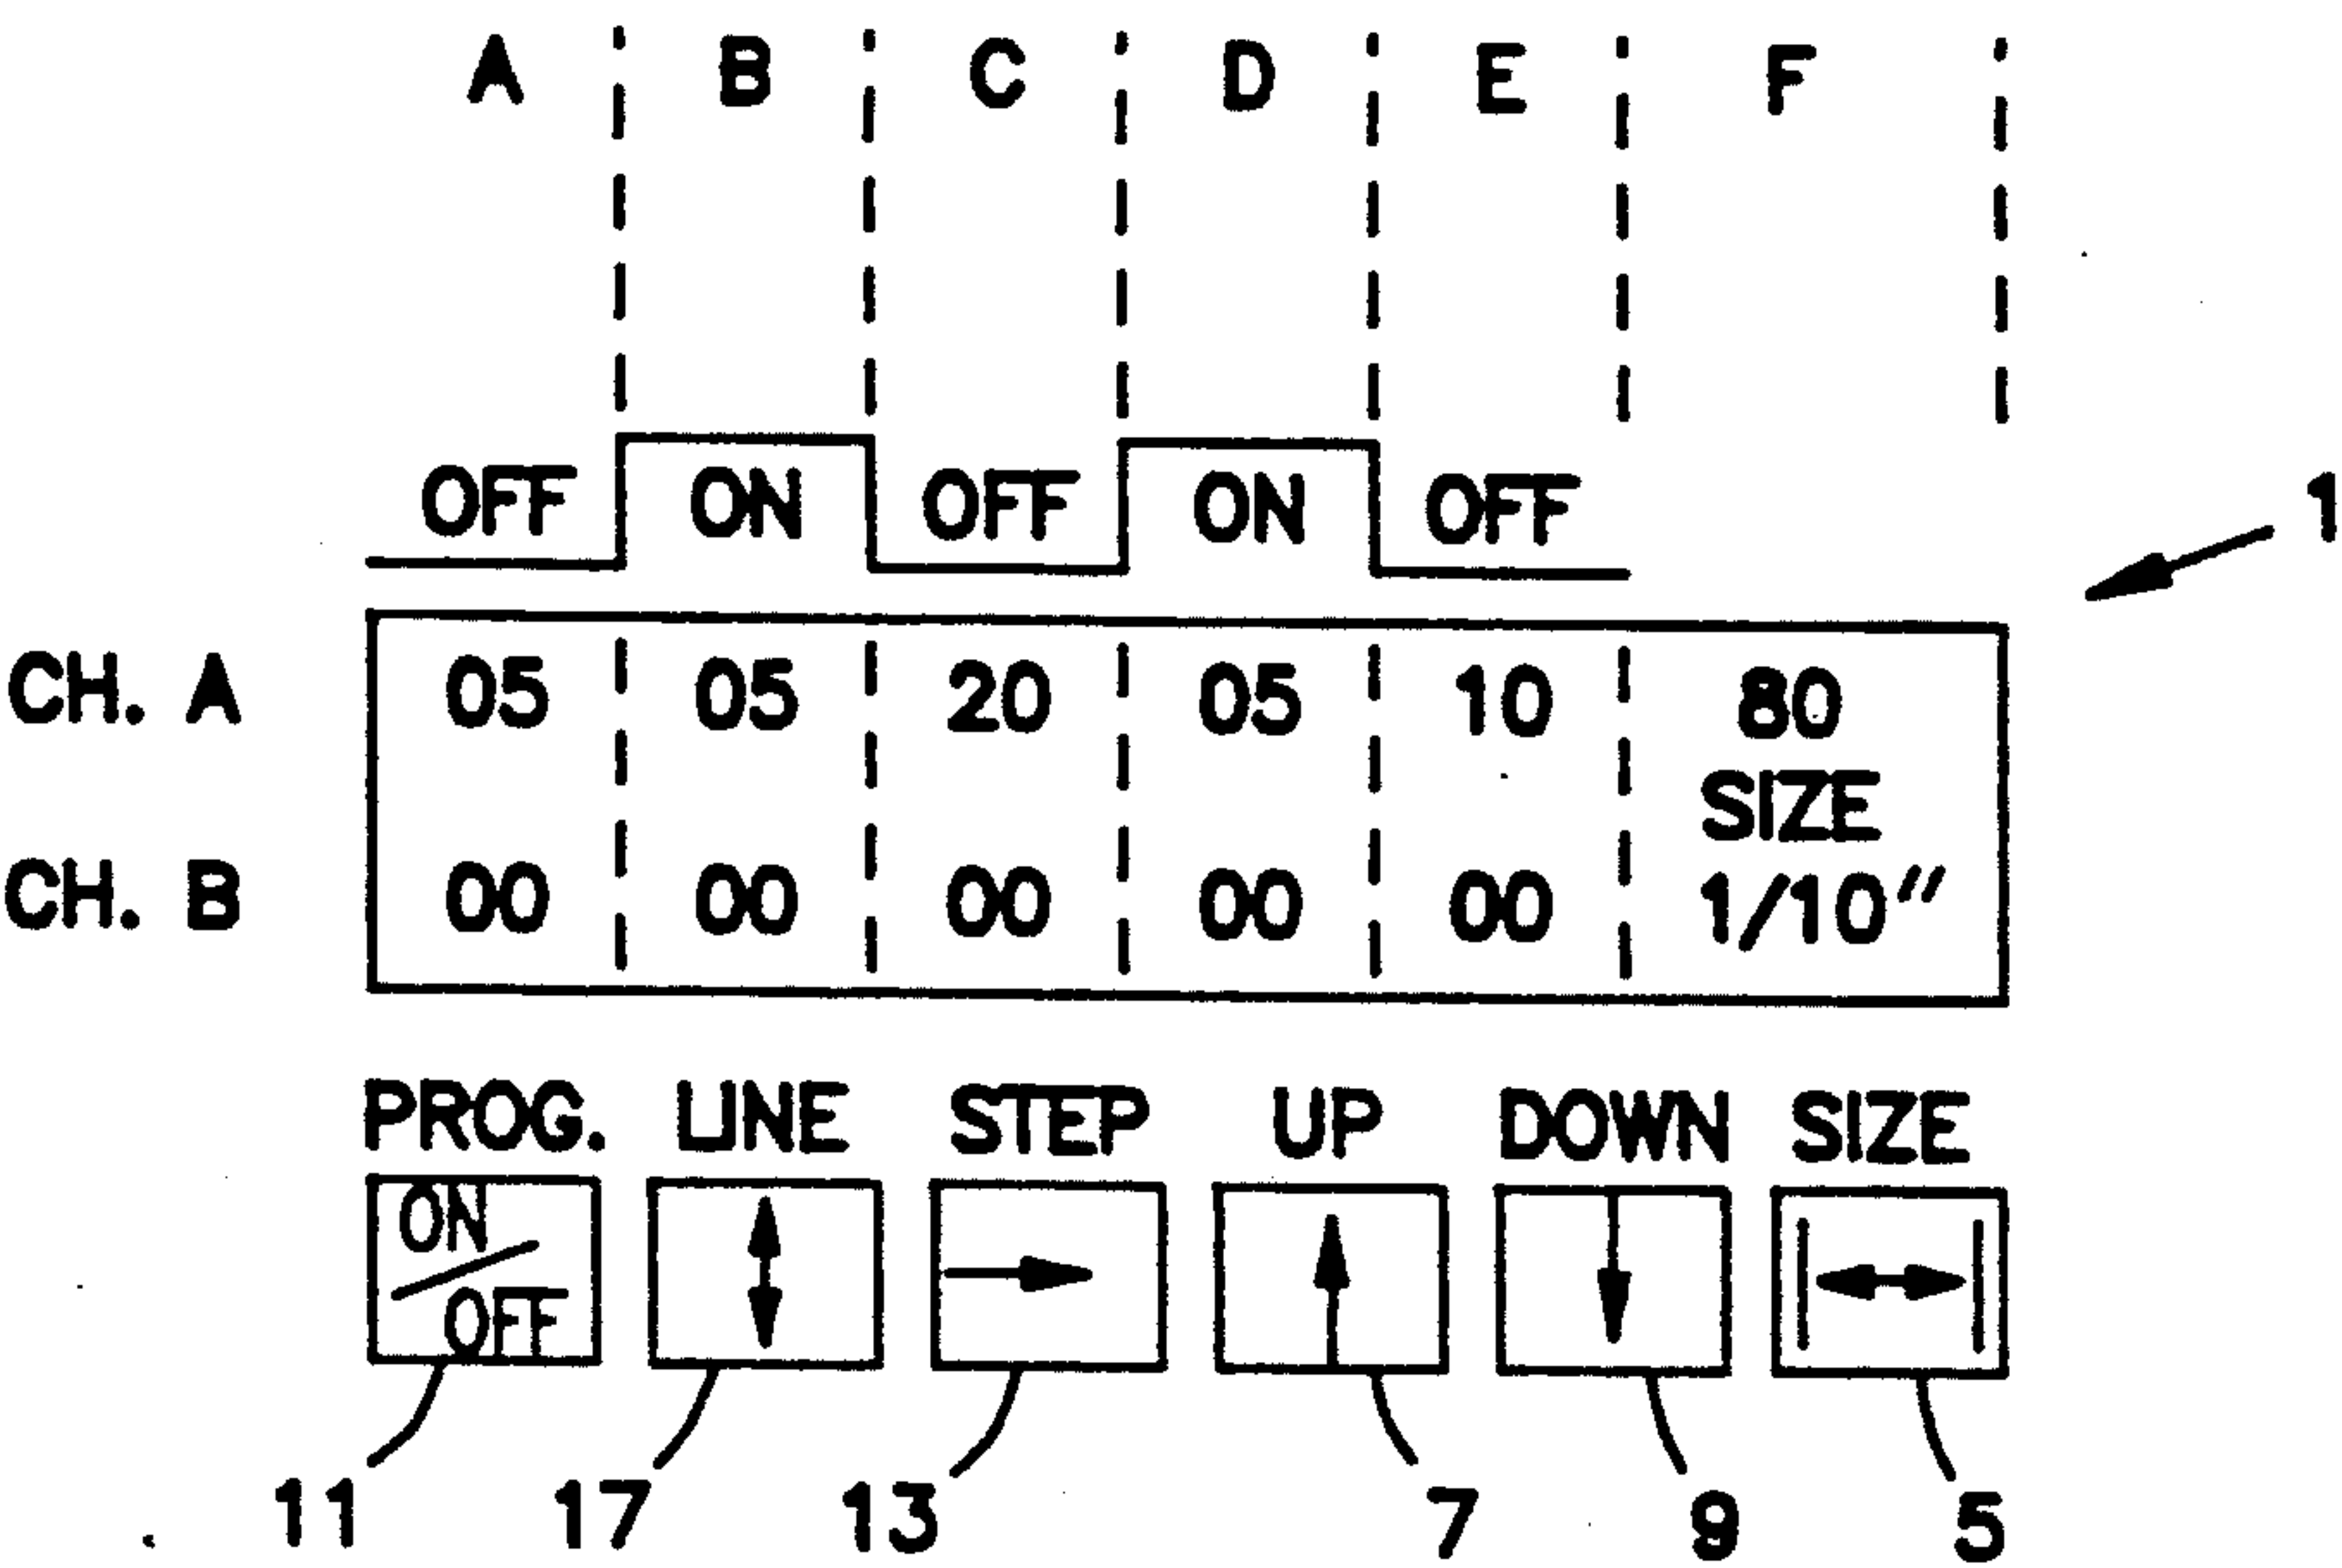 A B C D E F
OFF ON OFF ON OFF
1
CH. A 05 05 20 05 10 80
SIZE
CH. B 00 00 00 00 00 1/10"
PROG. LINE STEP UP DOWN SIZE
ON
OFF
11 17 13 7 9 5